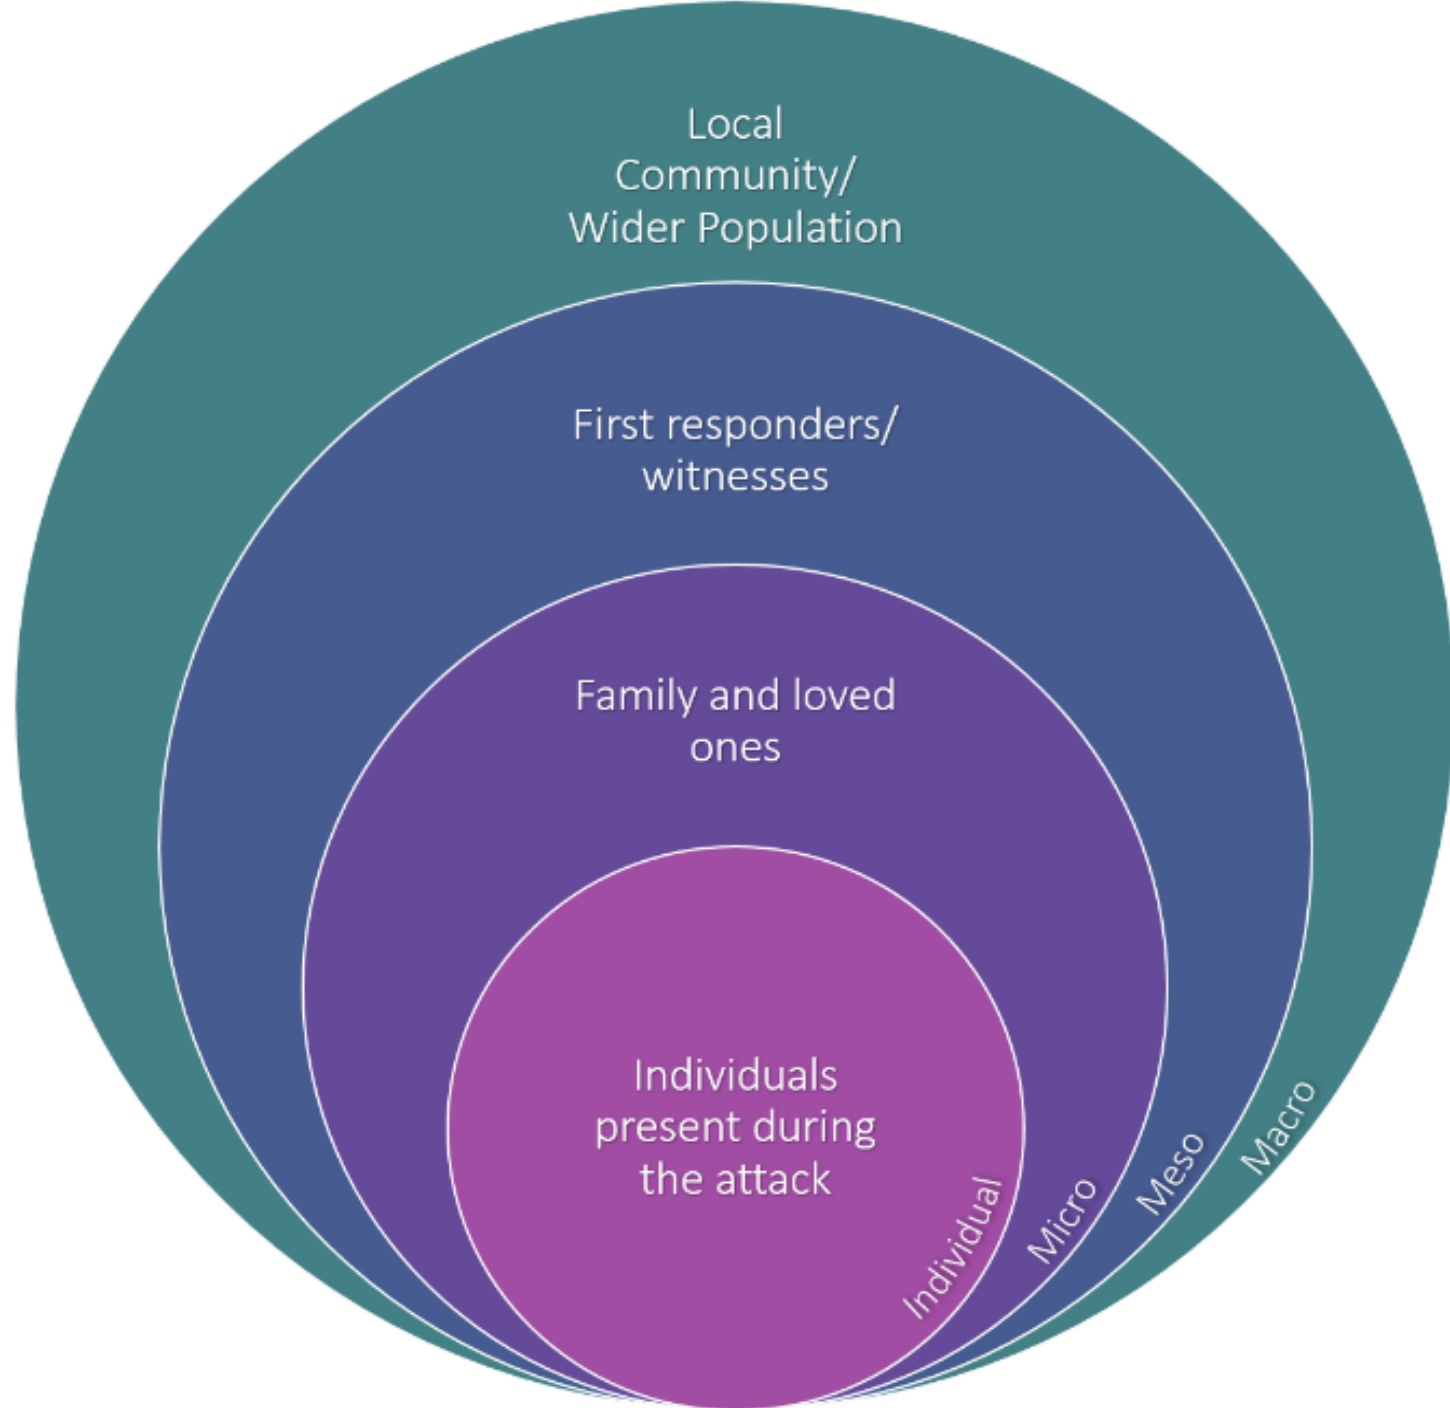 Local
Community/
Wider Population
First responders/
witnesses
Family and loved
ones
Individuals
present during
the attack
Individual
Micro
Meso
Macro